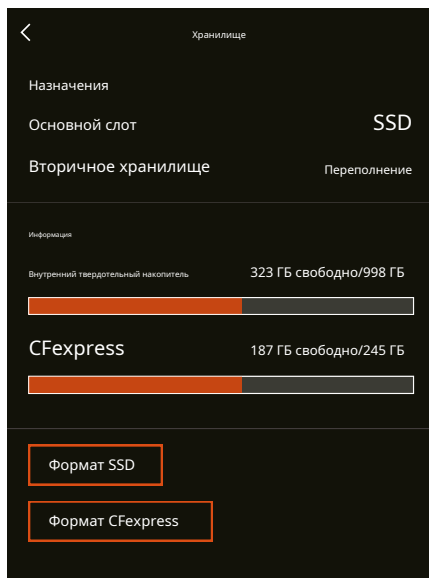 Хранилище
Назначения
Основной слот SSD
Вторичное хранилище Переполнение
Информация
Внутренний твердотельный накопитель 323 ГБ свободно/998 ГБ
CFexpress 187 ГБ свободно/245 ГБ
Формат SSD
Формат CFexpress